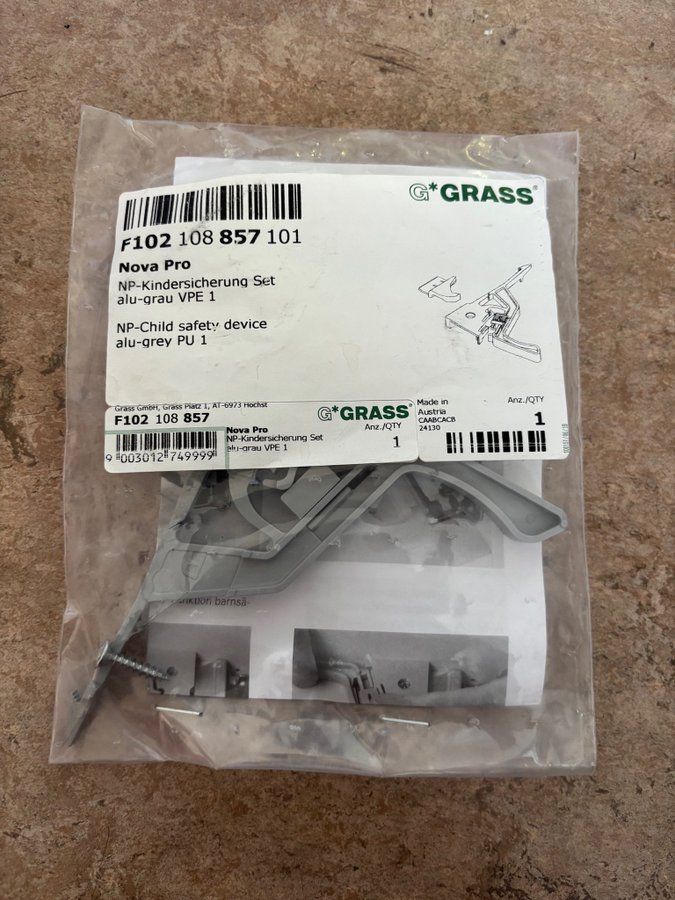 G*GRASS®
F102 108 857 101
Nova Pro
NP-Kindersicherung Set
alu-grau VPE 1
NP-Child safety device
alu-grey PU 1
Grass GmbH, Grass Platz 1, AT-6973 Höchst
F102 108 857
G*GRASS®
Nova Pro
NP-Kindersicherung Set
alu-grau VPE 1
Anz./QTY
1
9 003012 749999
Made in
Austria
CAABCACB
24130
Anz./QTY
1
barnsä-